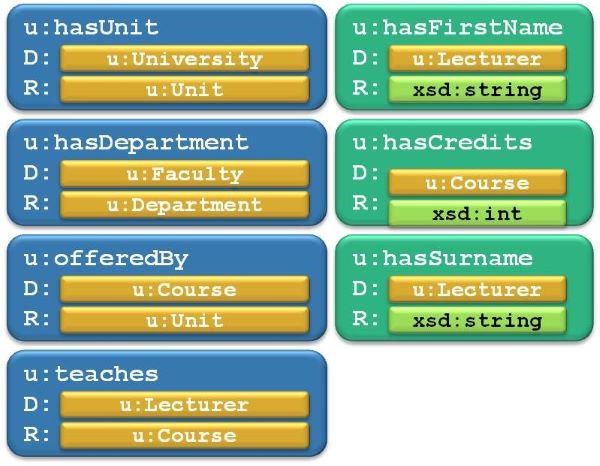 u:hasUnit
D: u:University
R: u:Unit
u:hasDepartment
D: u:Faculty
R: u:Department
u:offeredBy
D: u:Course
R: u:Unit
u:teaches
D: u:Lecturer
R: u:Course
u:hasFirstName
D: u:Lecturer
R: xsd:string
u:hasCredits
D: u:Course
R: xsd:int
u:hasSurname
D: u:Lecturer
R: xsd:string